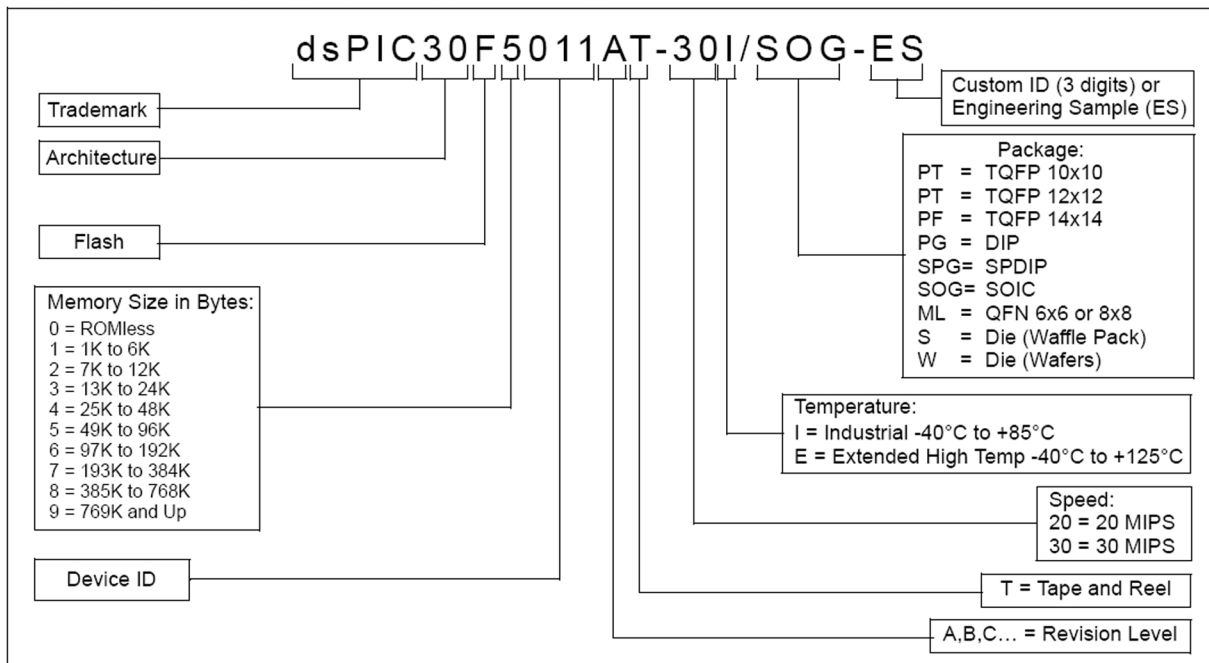 dsPIC30F5011AT-30I/SOG-ES
Trademark
Architecture
Flash
Memory Size in Bytes:
0 = ROMless
1 = 1K to 6K
2 = 7K to 12K
3 = 13K to 24K
4 = 25K to 48K
5 = 49K to 96K
6 = 97K to 192K
7 = 193K to 384K
8 = 385K to 768K
9 = 769K and Up
Device ID
Custom ID (3 digits) or
Engineering Sample (ES)
Package:
PT = TQFP 10x10
PT = TQFP 12x12
PF = TQFP 14x14
PG = DIP
SPG= SPDIP
SOG= SOIC
ML = QFN 6x6 or 8x8
S = Die (Waffle Pack)
W = Die (Wafers)
Temperature:
I = Industrial -40°C to +85°C
E = Extended High Temp -40°C to +125°C
Speed:
20 = 20 MIPS
30 = 30 MIPS
T = Tape and Reel
A,B,C… = Revision Level